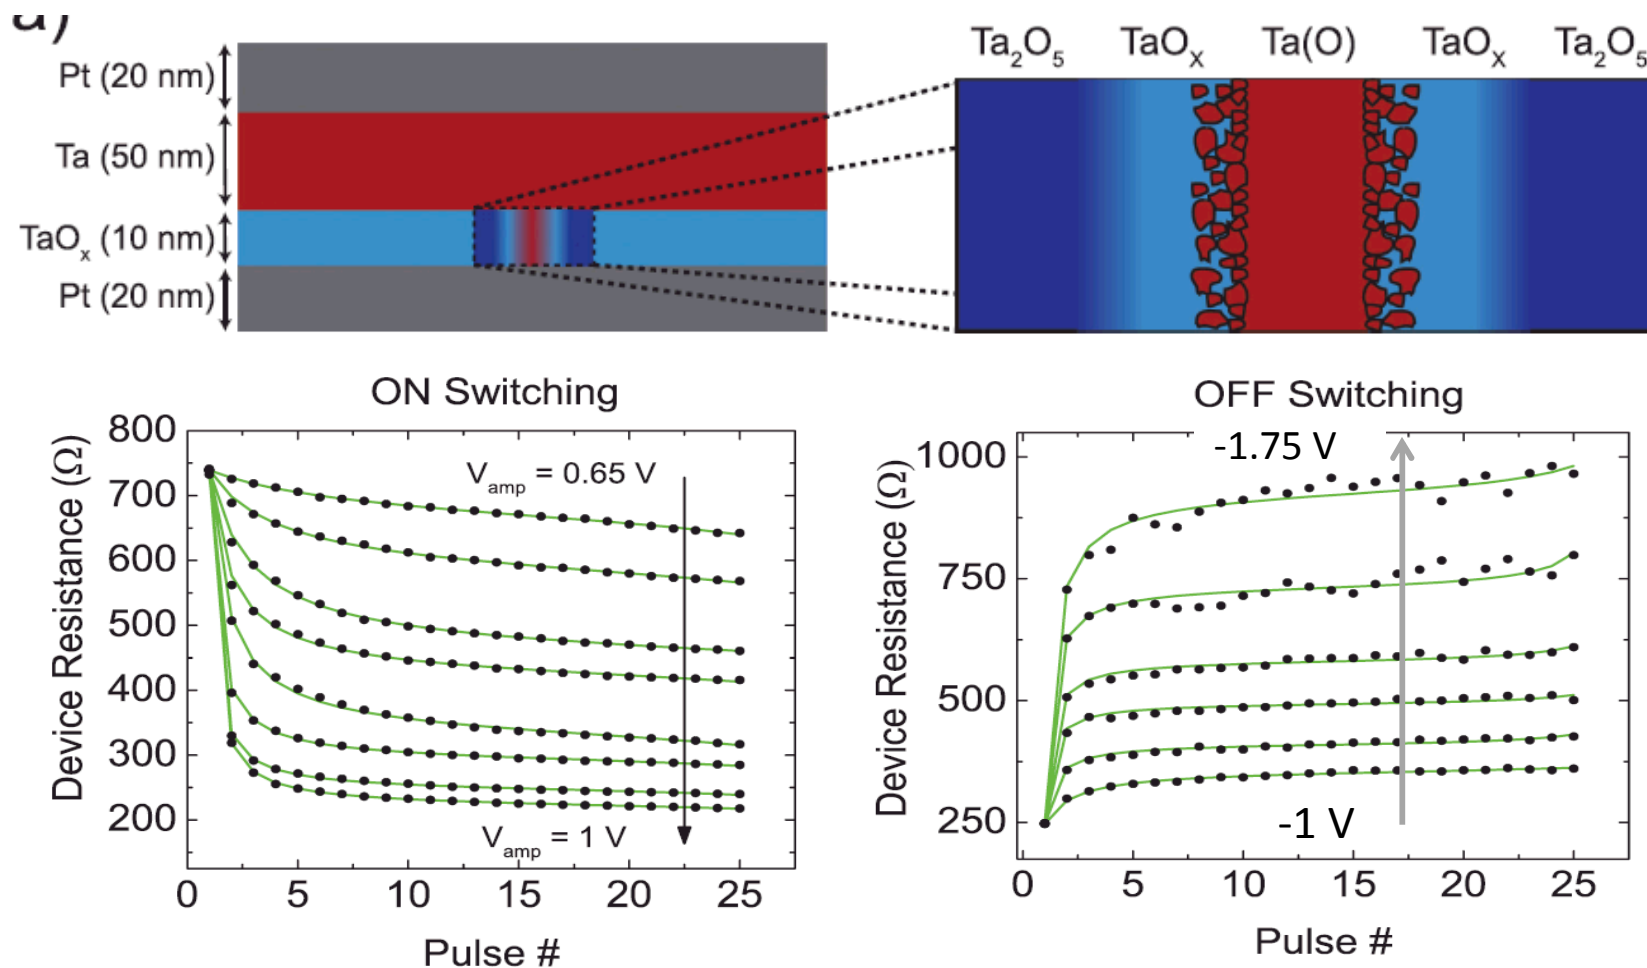 a)
Pt (20 nm)
Ta (50 nm)
TaOₓ (10 nm)
Pt (20 nm)
Ta₂O₅ TaOₓ Ta(O) TaOₓ Ta₂O₅
ON Switching
Device Resistance (Ω)
800
700
600
500
400
300
200
V_amp = 0.65 V
V_amp = 1 V
0 5 10 15 20 25
Pulse #
OFF Switching
Device Resistance (Ω)
1000
750
500
250
-1.75 V
-1 V
0 5 10 15 20 25
Pulse #